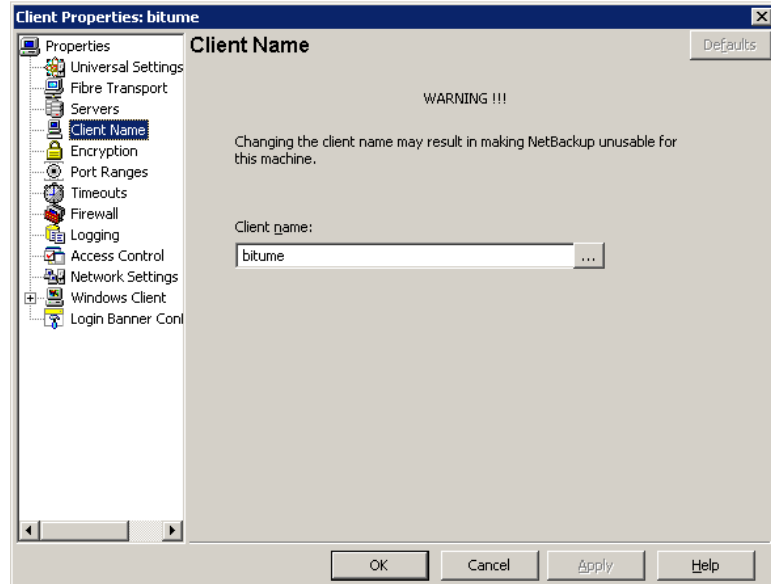 Client Properties: bitume
Properties
Universal Settings
Fibre Transport
Servers
Client Name
Encryption
Port Ranges
Timeouts
Firewall
Logging
Access Control
Network Settings
Windows Client
Login Banner Conf
Client Name
Defaults
WARNING !!!
Changing the client name may result in making NetBackup unusable for
this machine.
Client name:
bitume
...
OK
Cancel
Apply
Help